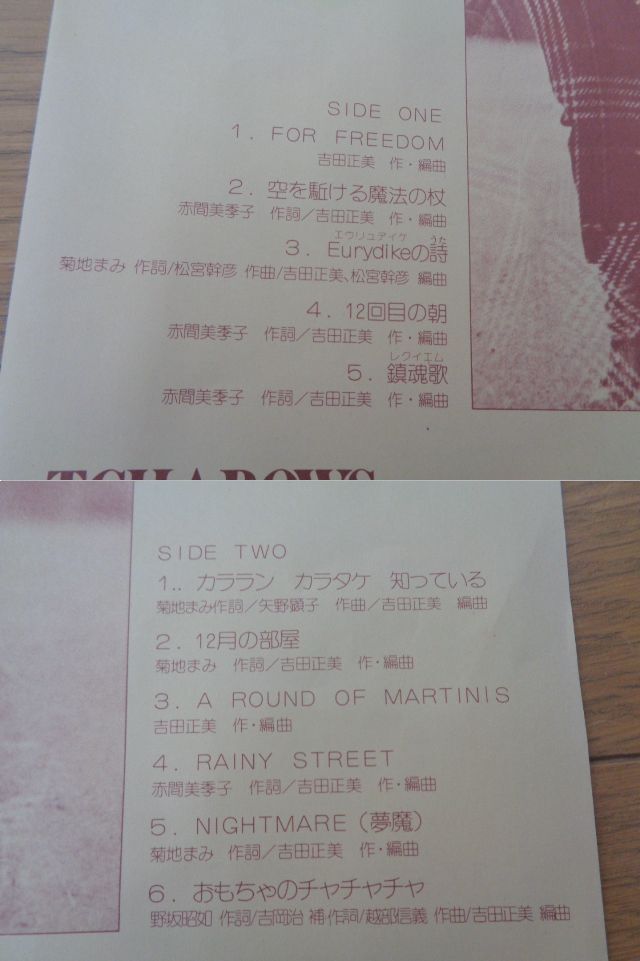 SIDE ONE
1. FOR FREEDOM
吉田正美 作・編曲
2. 空を駈ける魔法の杖
赤間美季子 作詞/吉田正美 作・編曲
エウリュディケ うた
3. Eurydikeの詩
菊地まみ 作詞/松宮幹彦 作曲/吉田正美、松宮幹彦 編曲
4. 12回目の朝
赤間美季子 作詞/吉田正美 作・編曲
レクイエム
5. 鎮魂歌
赤間美季子 作詞/吉田正美 作・編曲
TCHAROWS
SIDE TWO
1.. カララン カラタケ 知っている
菊地まみ作詞/矢野顕子 作曲/吉田正美 編曲
2. 12月の部屋
菊地まみ 作詞/吉田正美 作・編曲
3. A ROUND OF MARTINIS
吉田正美 作・編曲
4. RAINY STREET
赤間美季子 作詞/吉田正美 作・編曲
5. NIGHTMARE（夢魔）
菊地まみ 作詞/吉田正美 作・編曲
6. おもちゃのチャチャチャ
野坂昭如 作詞/吉岡治 補作詞/越部信義 作曲/吉田正美 編曲